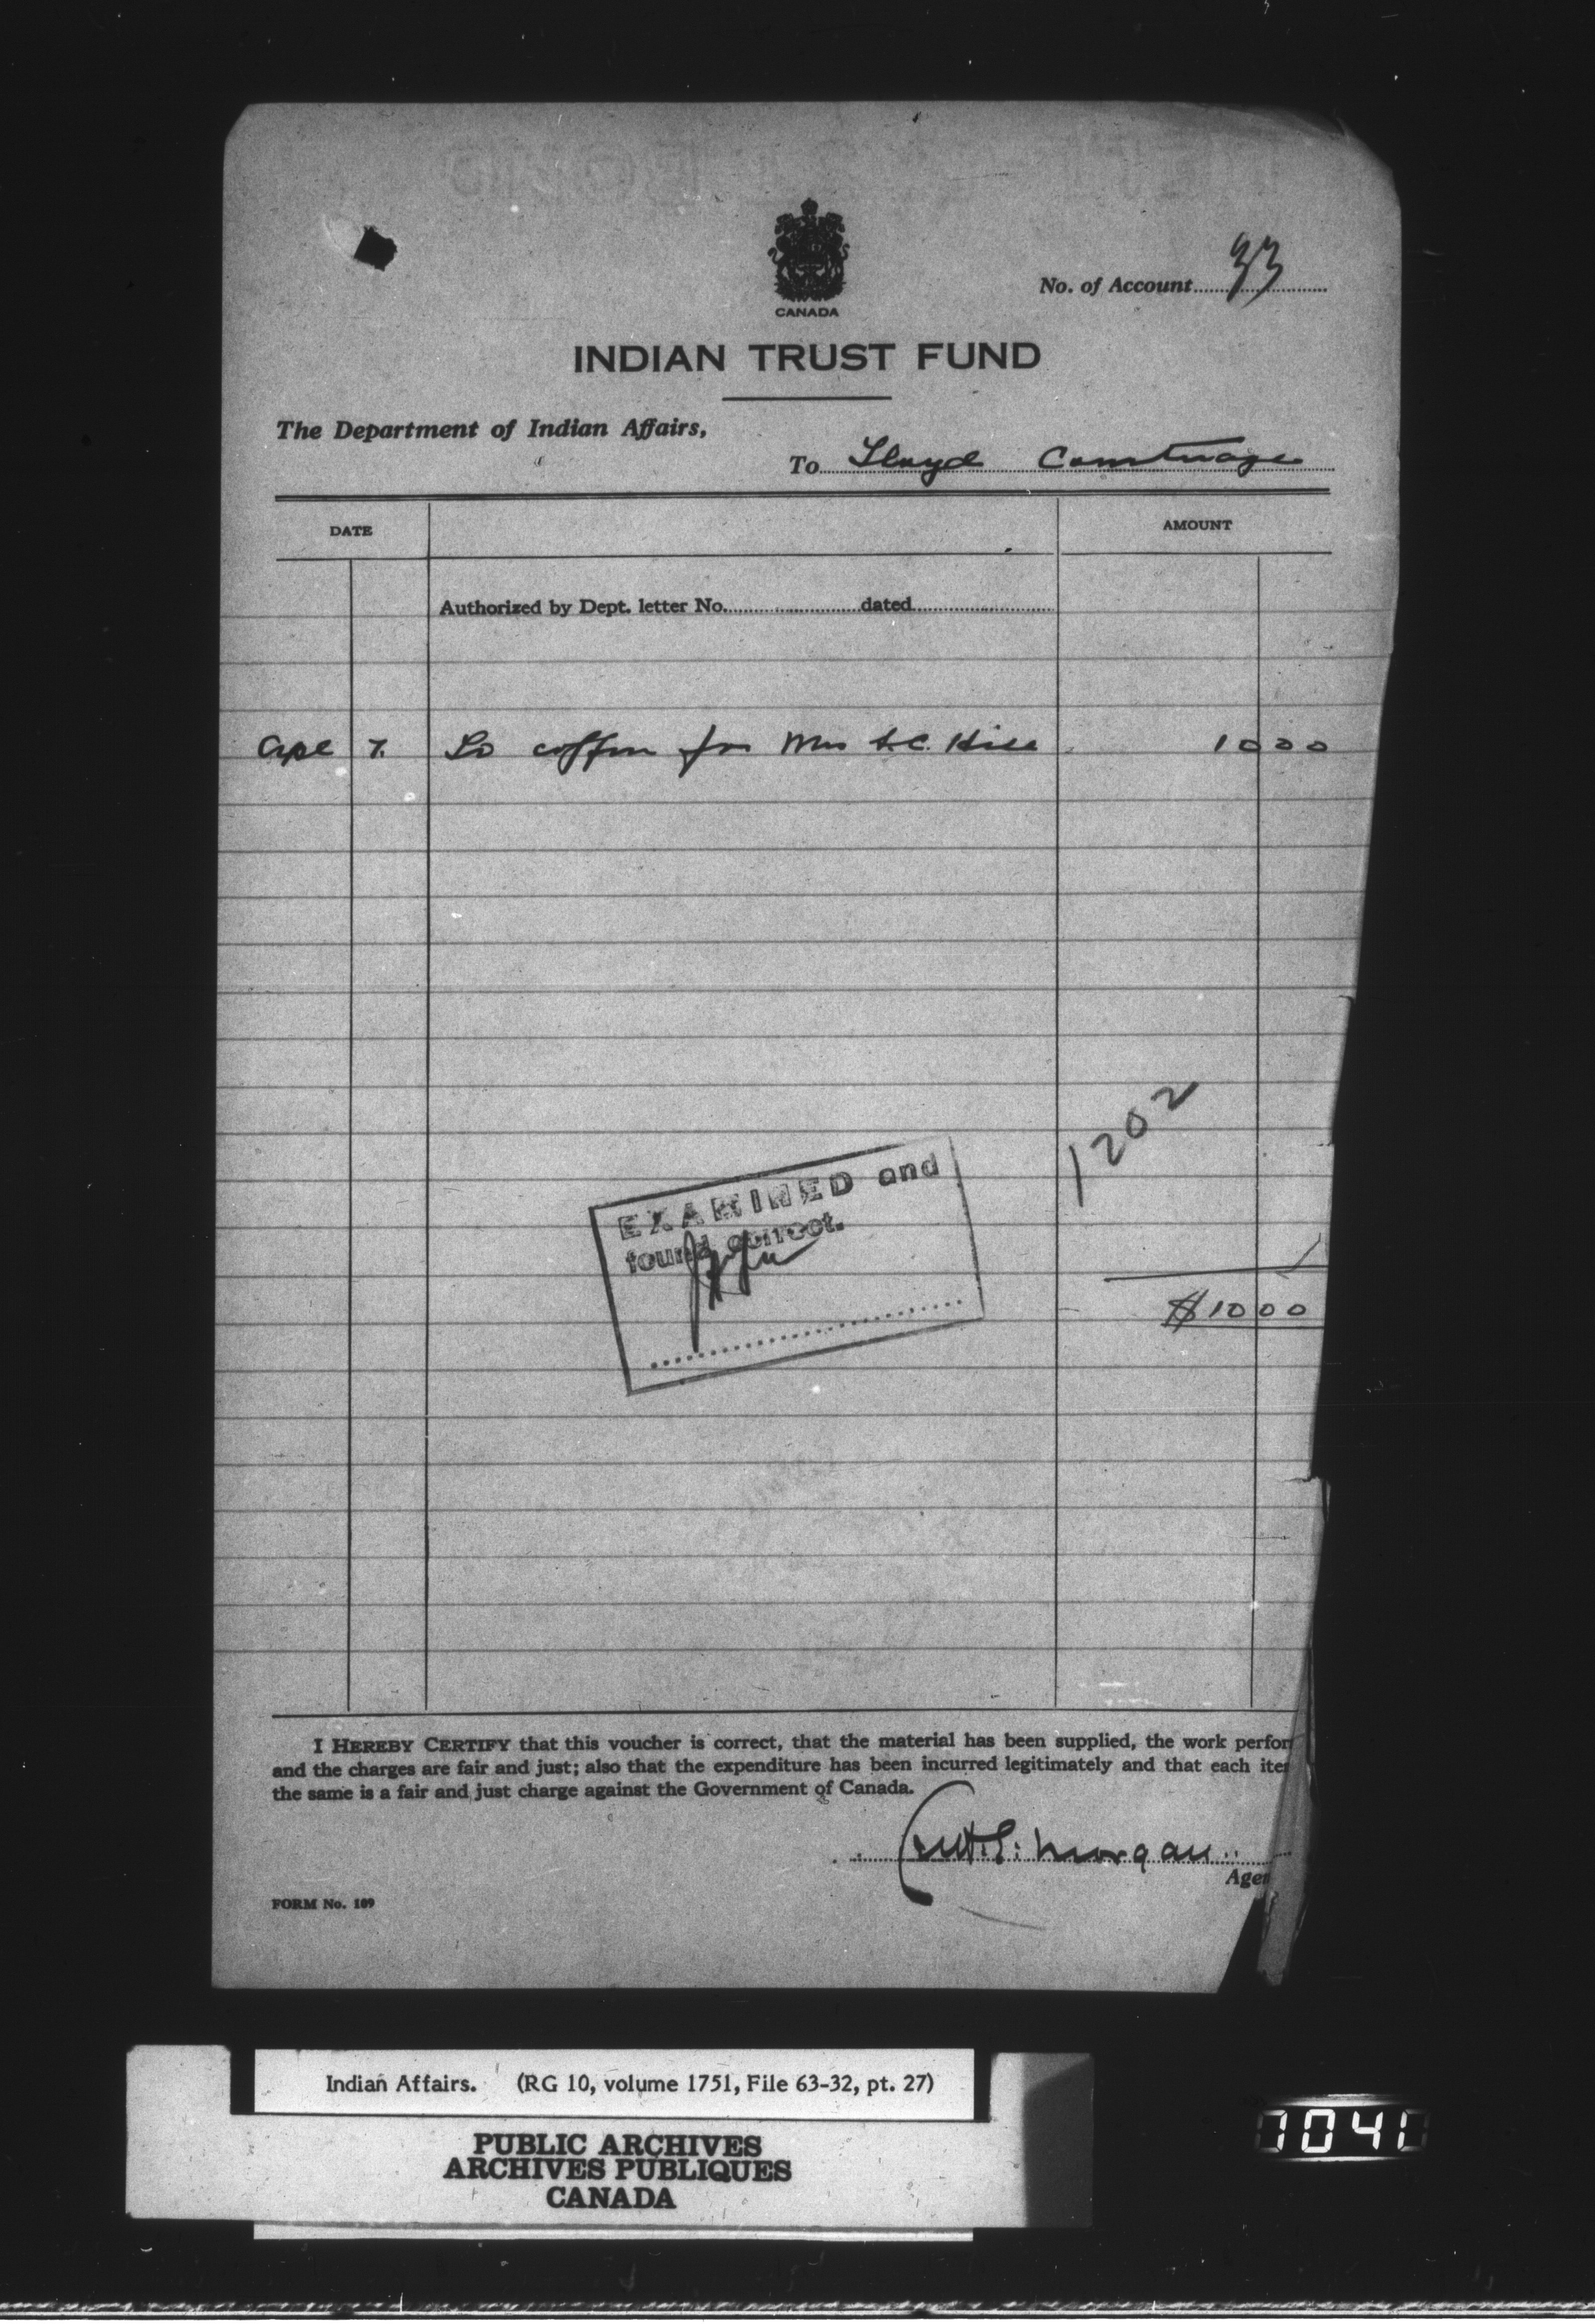 No. of Account 33
CANADA
INDIAN TRUST FUND
The Department of Indian Affairs,
To Lloyd
DATE AMOUNT
Authorized by Dept. letter No. dated
Apl 7. To coffin for Mrs C. Hill 10 00
1202
EXAMINED and
found correct.
$10 00
I HEREBY CERTIFY that this voucher is correct, that the material has been supplied, the work perfor
and the charges are fair and just; also that the expenditure has been incurred legitimately and that each ite
the same is a fair and just charge against the Government of Canada.
Morgan
Agen
FORM No. 109
Indian Affairs. (RG 10, volume 1751, File 63-32, pt. 27)
PUBLIC ARCHIVES
ARCHIVES PUBLIQUES
CANADA